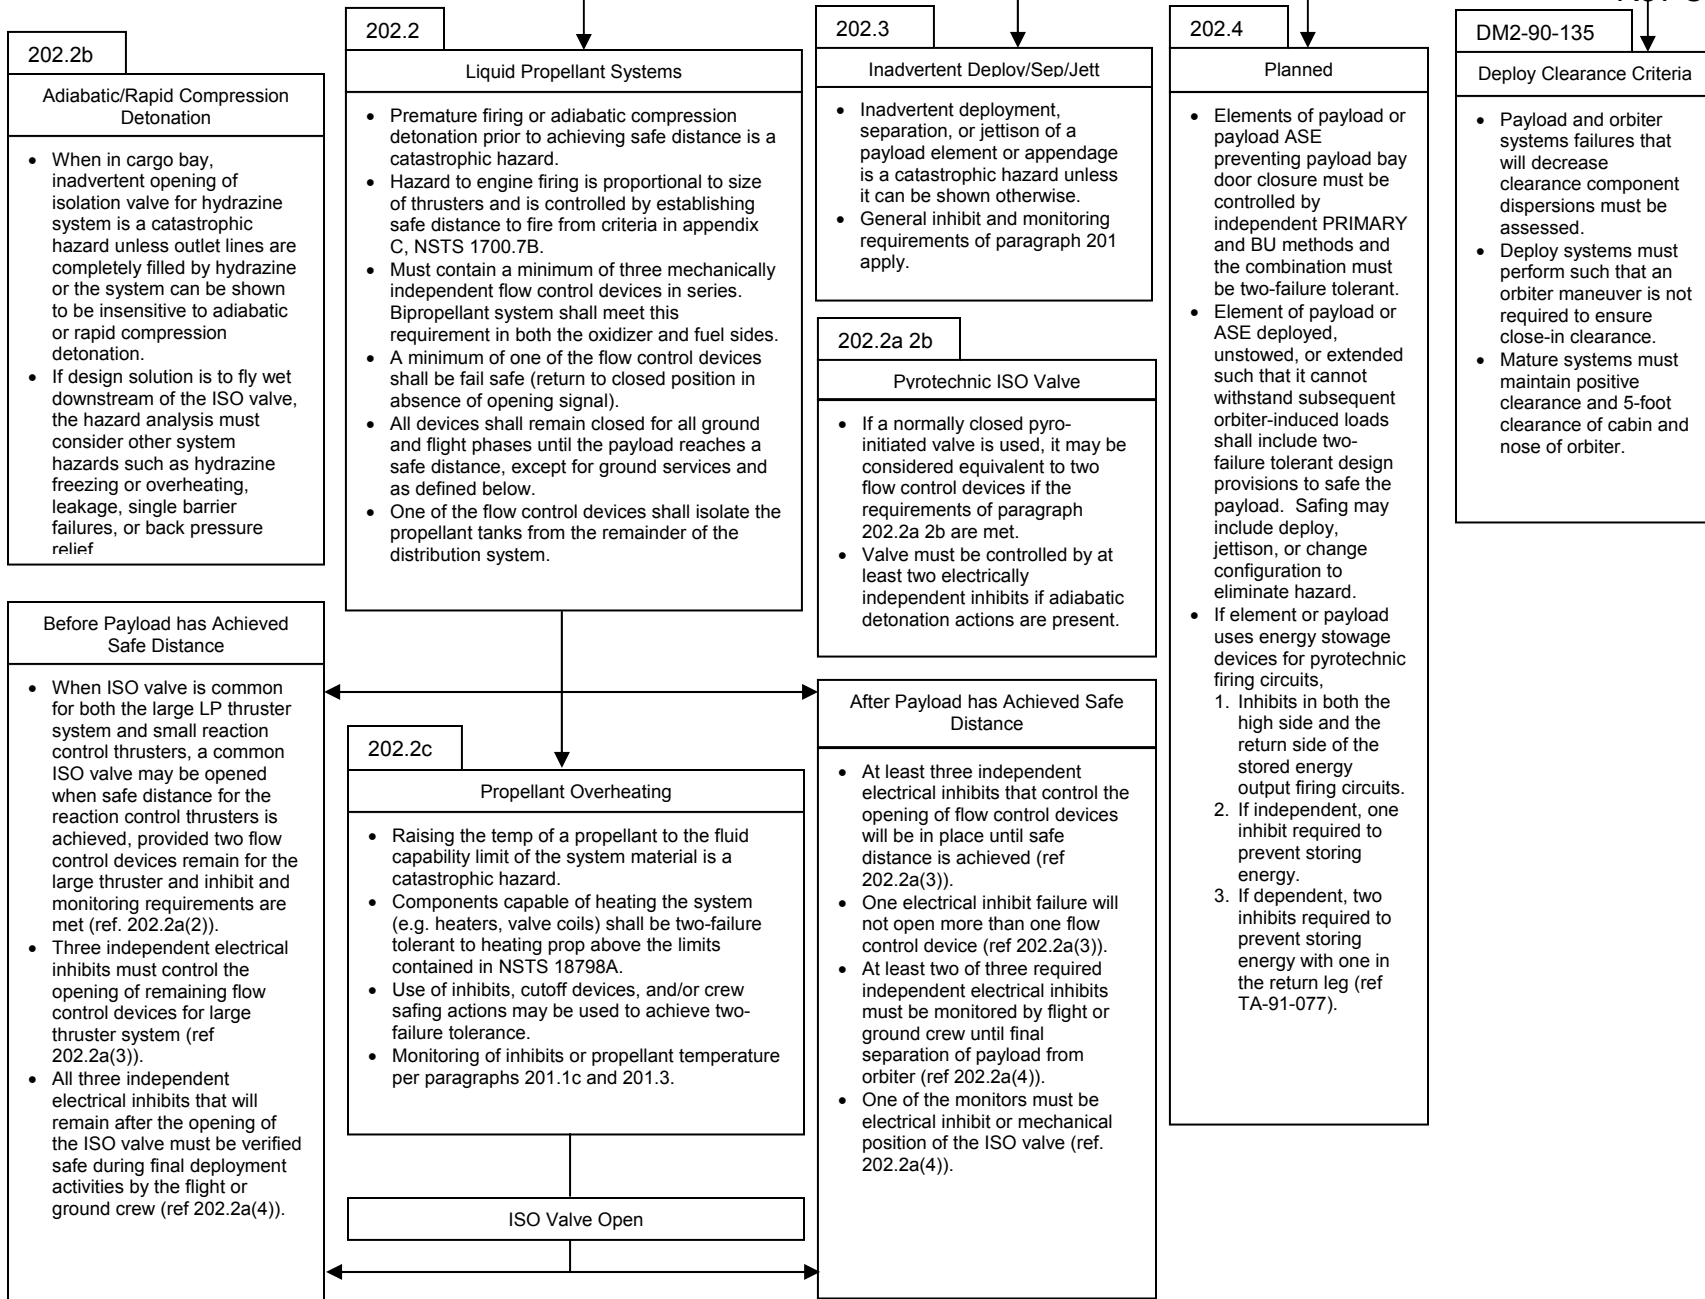 202.2b
Adiabatic/Rapid Compression
Detonation
• When in cargo bay,
inadvertent opening of
isolation valve for hydrazine
system is a catastrophic
hazard unless outlet lines are
completely filled by hydrazine
or the system can be shown
to be insensitive to adiabatic
or rapid compression
detonation.
• If design solution is to fly wet
downstream of the ISO valve,
the hazard analysis must
consider other system
hazards such as hydrazine
freezing or overheating,
leakage, single barrier
failures, or back pressure
relief
Before Payload has Achieved
Safe Distance
• When ISO valve is common
for both the large LP thruster
system and small reaction
control thrusters, a common
ISO valve may be opened
when safe distance for the
reaction control thrusters is
achieved, provided two flow
control devices remain for the
large thruster and inhibit and
monitoring requirements are
met (ref. 202.2a(2)).
• Three independent electrical
inhibits must control the
opening of remaining flow
control devices for large
thruster system (ref
202.2a(3)).
• All three independent
electrical inhibits that will
remain after the opening of
the ISO valve must be verified
safe during final deployment
activities by the flight or
ground crew (ref 202.2a(4)).
202.2
Liquid Propellant Systems
• Premature firing or adiabatic compression
detonation prior to achieving safe distance is a
catastrophic hazard.
• Hazard to engine firing is proportional to size
of thrusters and is controlled by establishing
safe distance to fire from criteria in appendix
C, NSTS 1700.7B.
• Must contain a minimum of three mechanically
independent flow control devices in series.
Bipropellant system shall meet this
requirement in both the oxidizer and fuel sides.
• A minimum of one of the flow control devices
shall be fail safe (return to closed position in
absence of opening signal).
• All devices shall remain closed for all ground
and flight phases until the payload reaches a
safe distance, except for ground services and
as defined below.
• One of the flow control devices shall isolate the
propellant tanks from the remainder of the
distribution system.
202.2c
Propellant Overheating
• Raising the temp of a propellant to the fluid
capability limit of the system material is a
catastrophic hazard.
• Components capable of heating the system
(e.g. heaters, valve coils) shall be two-failure
tolerant to heating prop above the limits
contained in NSTS 18798A.
• Use of inhibits, cutoff devices, and/or crew
safing actions may be used to achieve two-
failure tolerance.
• Monitoring of inhibits or propellant temperature
per paragraphs 201.1c and 201.3.
ISO Valve Open
202.3
Inadvertent Deploy/Sep/Jett
• Inadvertent deployment,
separation, or jettison of a
payload element or appendage
is a catastrophic hazard unless
it can be shown otherwise.
• General inhibit and monitoring
requirements of paragraph 201
apply.
202.2a 2b
Pyrotechnic ISO Valve
• If a normally closed pyro-
initiated valve is used, it may be
considered equivalent to two
flow control devices if the
requirements of paragraph
202.2a 2b are met.
• Valve must be controlled by at
least two electrically
independent inhibits if adiabatic
detonation actions are present.
After Payload has Achieved Safe
Distance
• At least three independent
electrical inhibits that control the
opening of flow control devices
will be in place until safe
distance is achieved (ref
202.2a(3)).
• One electrical inhibit failure will
not open more than one flow
control device (ref 202.2a(3)).
• At least two of three required
independent electrical inhibits
must be monitored by flight or
ground crew until final
separation of payload from
orbiter (ref 202.2a(4)).
• One of the monitors must be
electrical inhibit or mechanical
position of the ISO valve (ref.
202.2a(4)).
202.4
Planned
• Elements of payload or
payload ASE
preventing payload bay
door closure must be
controlled by
independent PRIMARY
and BU methods and
the combination must
be two-failure tolerant.
• Element of payload or
ASE deployed,
unstowed, or extended
such that it cannot
withstand subsequent
orbiter-induced loads
shall include two-
failure tolerant design
provisions to safe the
payload. Safing may
include deploy,
jettison, or change
configuration to
eliminate hazard.
• If element or payload
uses energy stowage
devices for pyrotechnic
firing circuits,
1. Inhibits in both the
high side and the
return side of the
stored energy
output firing circuits.
2. If independent, one
inhibit required to
prevent storing
energy.
3. If dependent, two
inhibits required to
prevent storing
energy with one in
the return leg (ref
TA-91-077).
DM2-90-135
Deploy Clearance Criteria
• Payload and orbiter
systems failures that
will decrease
clearance component
dispersions must be
assessed.
• Deploy systems must
perform such that an
orbiter maneuver is not
required to ensure
close-in clearance.
• Mature systems must
maintain positive
clearance and 5-foot
clearance of cabin and
nose of orbiter.